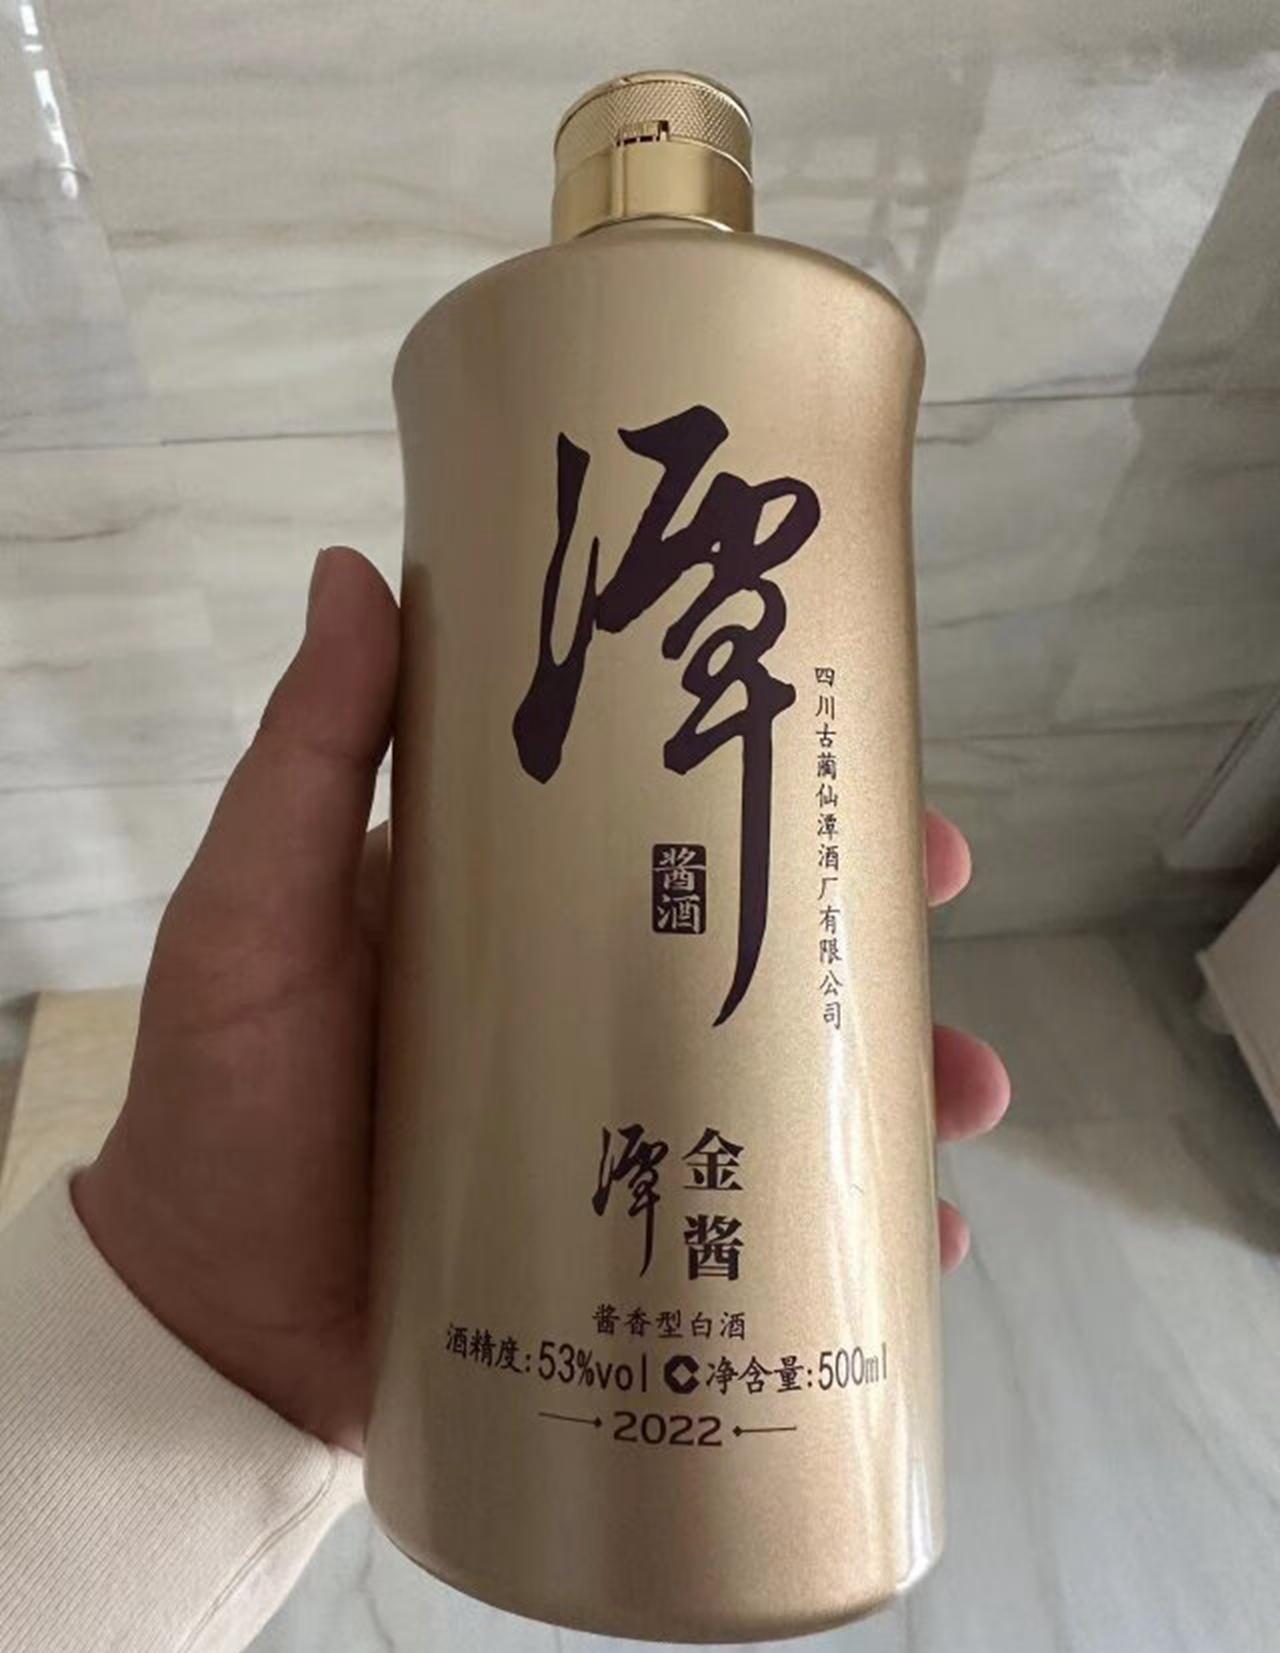 潭
酱酒
四川古蔺仙潭酒厂有限公司
潭
金酱
酱香型白酒
酒精度:53%vol 净含量:500ml
2022